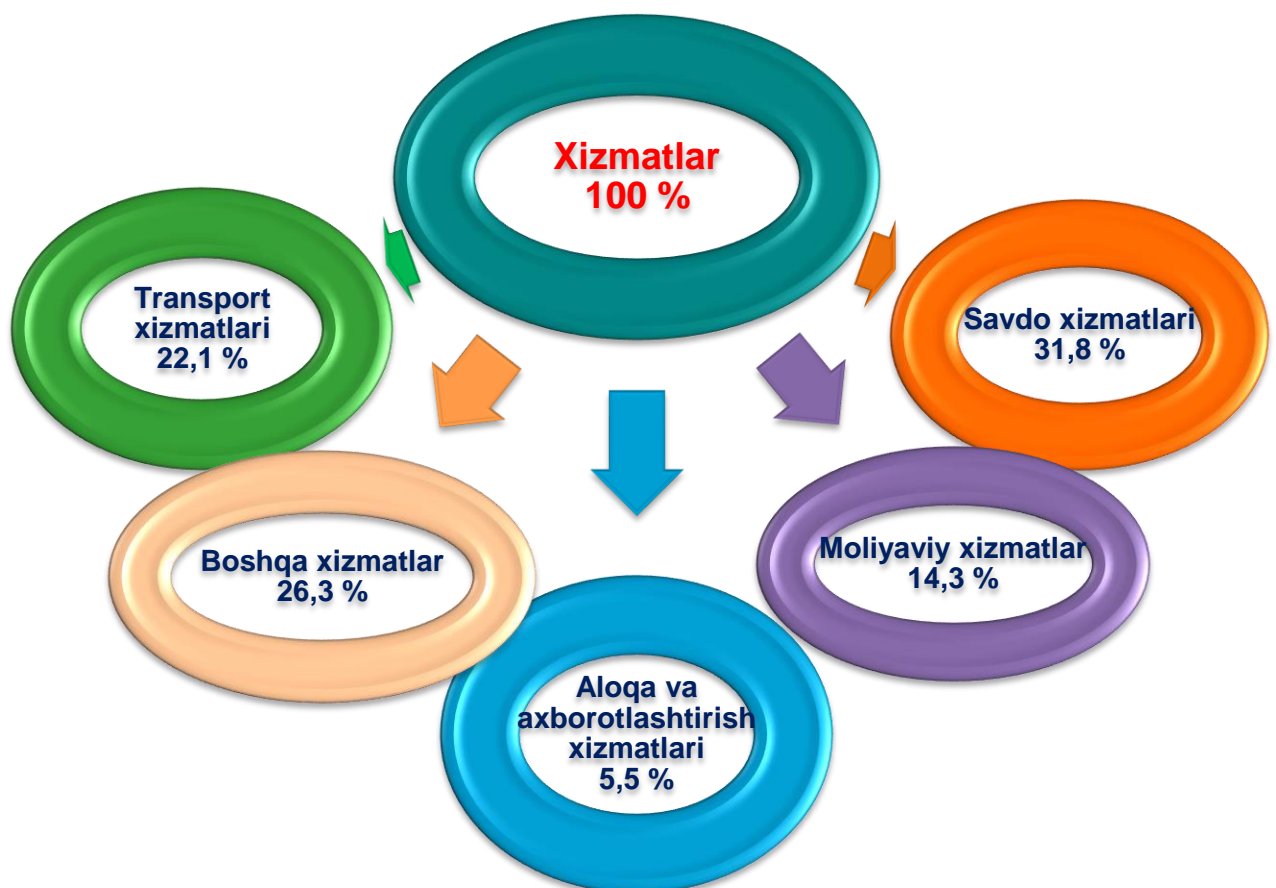 Xizmatlar
100 %
Transport
xizmatlari
22,1 %
Savdo xizmatlari
31,8 %
Boshqa xizmatlar
26,3 %
Moliyaviy xizmatlar
14,3 %
Aloqa va
axborotlashtirish
xizmatlari
5,5 %